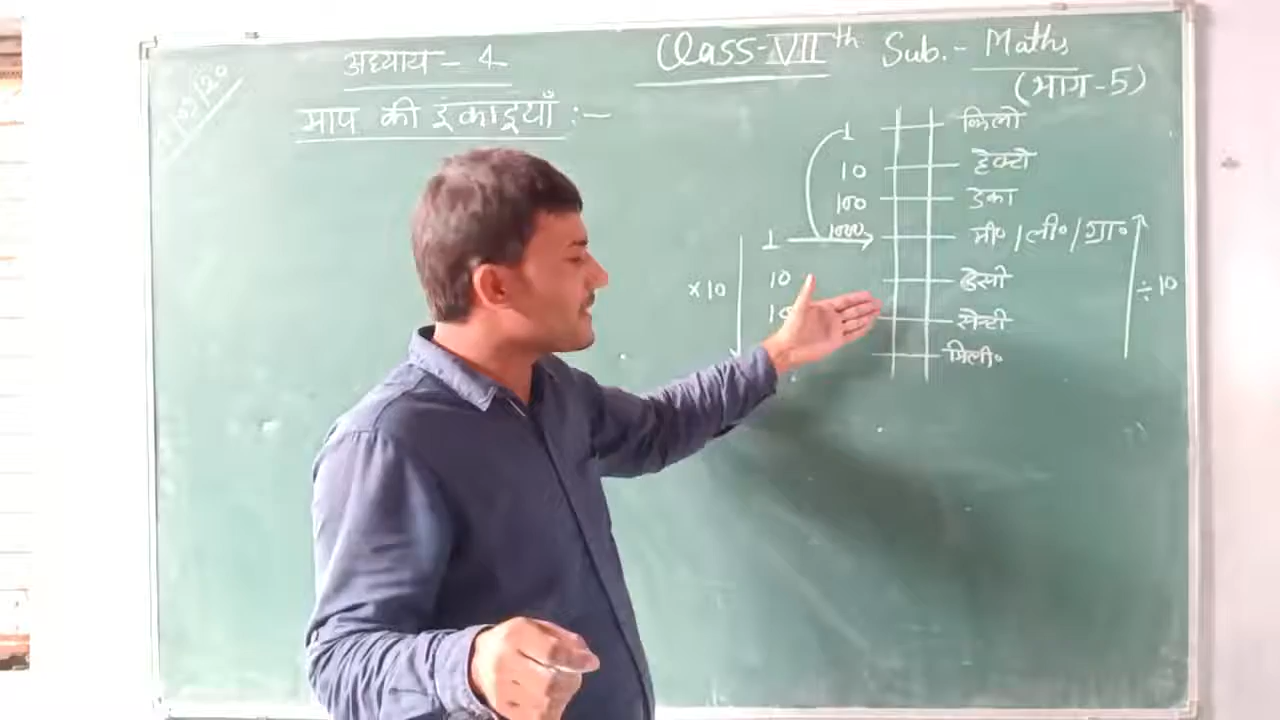 अध्याय - 4
Class-VIIth Sub.- Maths
(भाग-5)
माप की इकाइयाँ :-
1 किलो
10 हेक्टो
100 डेका
1 1000 मी० / ली० / ग्रा०
×10 10 डेसी ÷10
सेन्टी
मिली०